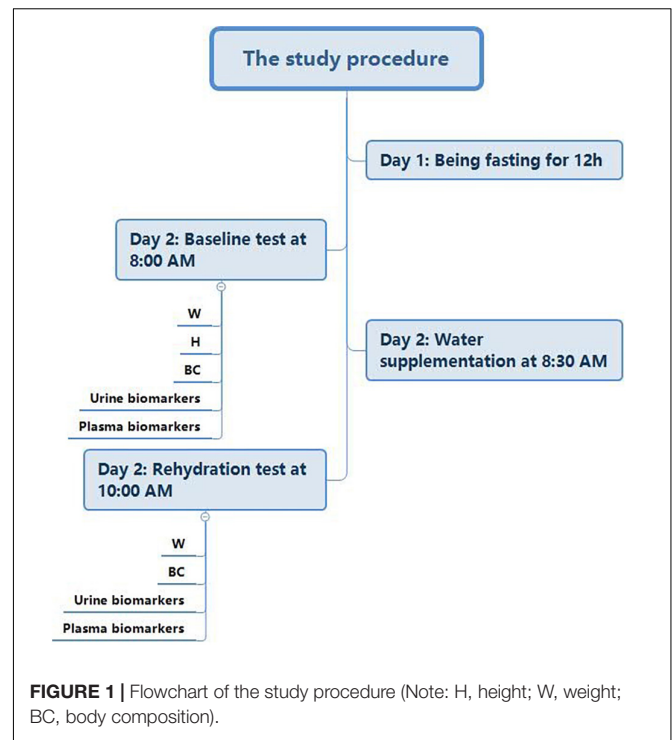 The study procedure
Day 1: Being fasting for 12h
Day 2: Baseline test at
8:00 AM
W
H
BC
Urine biomarkers
Plasma biomarkers
Day 2: Water
supplementation at 8:30 AM
Day 2: Rehydration test at
10:00 AM
W
BC
Urine biomarkers
Plasma biomarkers
FIGURE 1 | Flowchart of the study procedure (Note: H, height; W, weight;
BC, body composition).